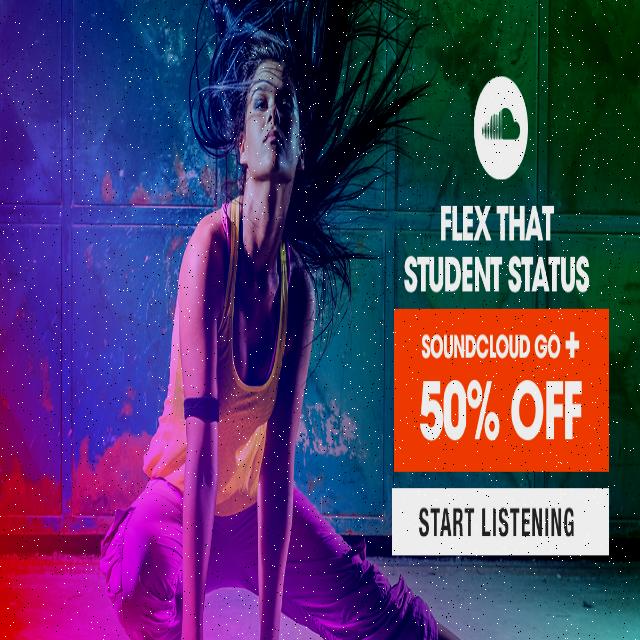 FLEX THAT
STUDENT STATUS
SOUNDCLOUD GO +
50% OFF
START LISTENING